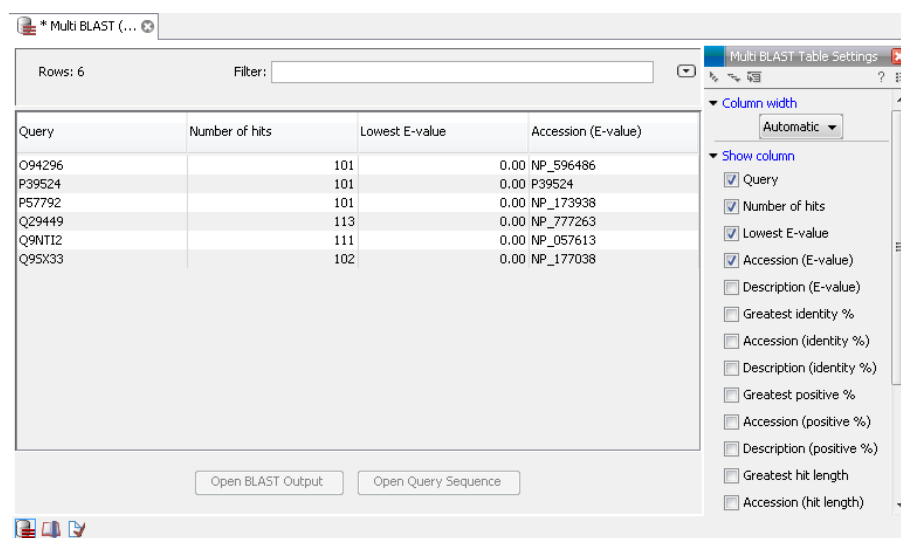 * Multi BLAST (...
Rows: 6 Filter:
Query Number of hits Lowest E-value Accession (E-value)
O94296 101 0.00 NP_596486
P39524 101 0.00 P39524
P57792 101 0.00 NP_173938
Q29449 113 0.00 NP_777263
Q9NTI2 111 0.00 NP_057613
Q9SX33 102 0.00 NP_177038
Open BLAST Output Open Query Sequence
Multi BLAST Table Settings
?
Column width
Automatic
Show column
Query
Number of hits
Lowest E-value
Accession (E-value)
Description (E-value)
Greatest identity %
Accession (identity %)
Description (identity %)
Greatest positive %
Accession (positive %)
Description (positive %)
Greatest hit length
Accession (hit length)